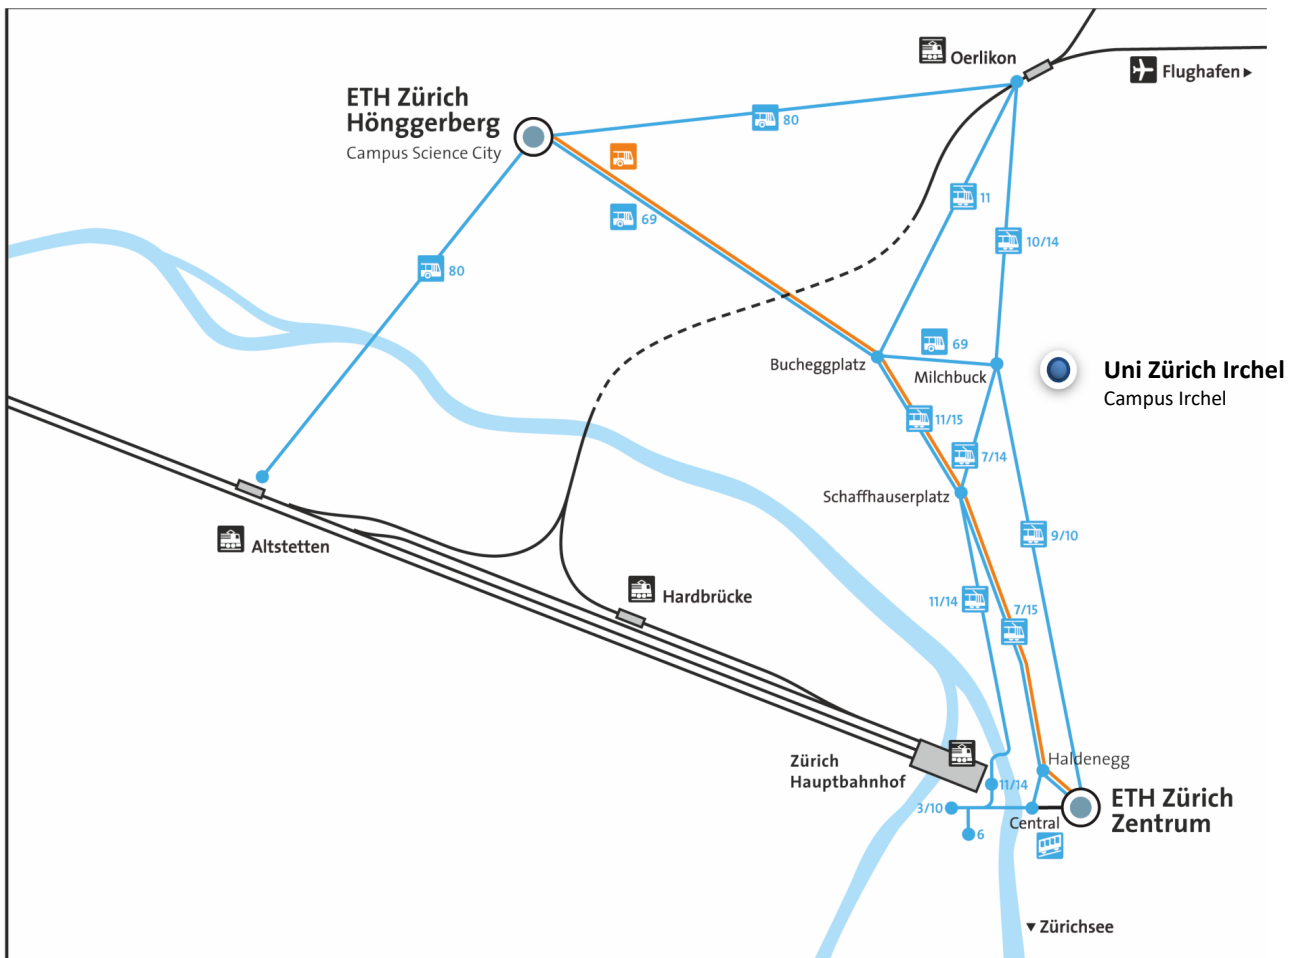 Oerlikon
Flughafen
ETH Zürich
Hönggerberg
Campus Science City
80
69
11
10/14
80
69
Bucheggplatz
Milchbuck
Uni Zürich Irchel
Campus Irchel
11/15
7/14
Schaffhauserplatz
9/10
Altstetten
Hardbrücke
11/14
7/15
Zürich
Hauptbahnhof
Haldenegg
11/14
3/10
Central
6
ETH Zürich
Zentrum
Zürichsee